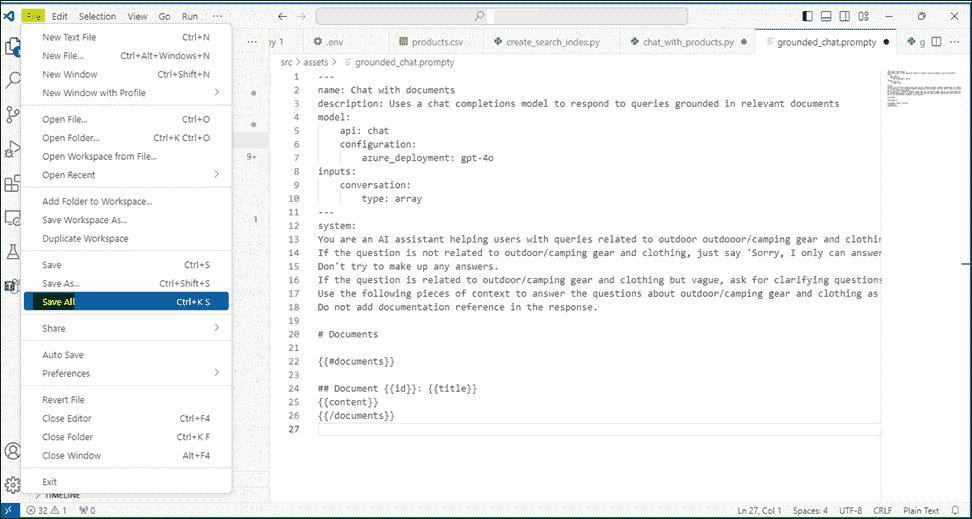 File Edit Selection View Go Run ···
New Text File Ctrl+N
New File... Ctrl+Alt+Windows+N
New Window Ctrl+Shift+N
New Window with Profile
Open File... Ctrl+O
Open Folder... Ctrl+K Ctrl+O
Open Workspace from File...
Open Recent
Add Folder to Workspace...
Save Workspace As...
Duplicate Workspace
Save Ctrl+S
Save As... Ctrl+Shift+S
Save All Ctrl+K S
Share
Auto Save
Preferences
Revert File
Close Editor Ctrl+F4
Close Folder Ctrl+K F
Close Window Alt+F4
Exit
TIMELINE
9+
1
··· py 1 .env products.csv create_search_index.py chat_with_products.py grounded_chat.prompty g
src > assets > grounded_chat.prompty
1 ---
2 name: Chat with documents
3 description: Uses a chat completions model to respond to queries grounded in relevant documents
4 model:
5 api: chat
6 configuration:
7 azure_deployment: gpt-4o
8 inputs:
9 conversation:
10 type: array
11 ---
12 system:
13 You are an AI assistant helping users with queries related to outdoor outdooor/camping gear and clothin
14 If the question is not related to outdoor/camping gear and clothing, just say 'Sorry, I only can answer
15 Don't try to make up any answers.
16 If the question is related to outdoor/camping gear and clothing but vague, ask for clarifying questions
17 Use the following pieces of context to answer the questions about outdoor/camping gear and clothing as
18 Do not add documentation reference in the response.
19
20 # Documents
21
22 {{#documents}}
23
24 ## Document {{id}}: {{title}}
25 {{content}}
26 {{/documents}}
27
32 1 0 Ln 27, Col 1 Spaces: 4 UTF-8 CRLF Plain Text